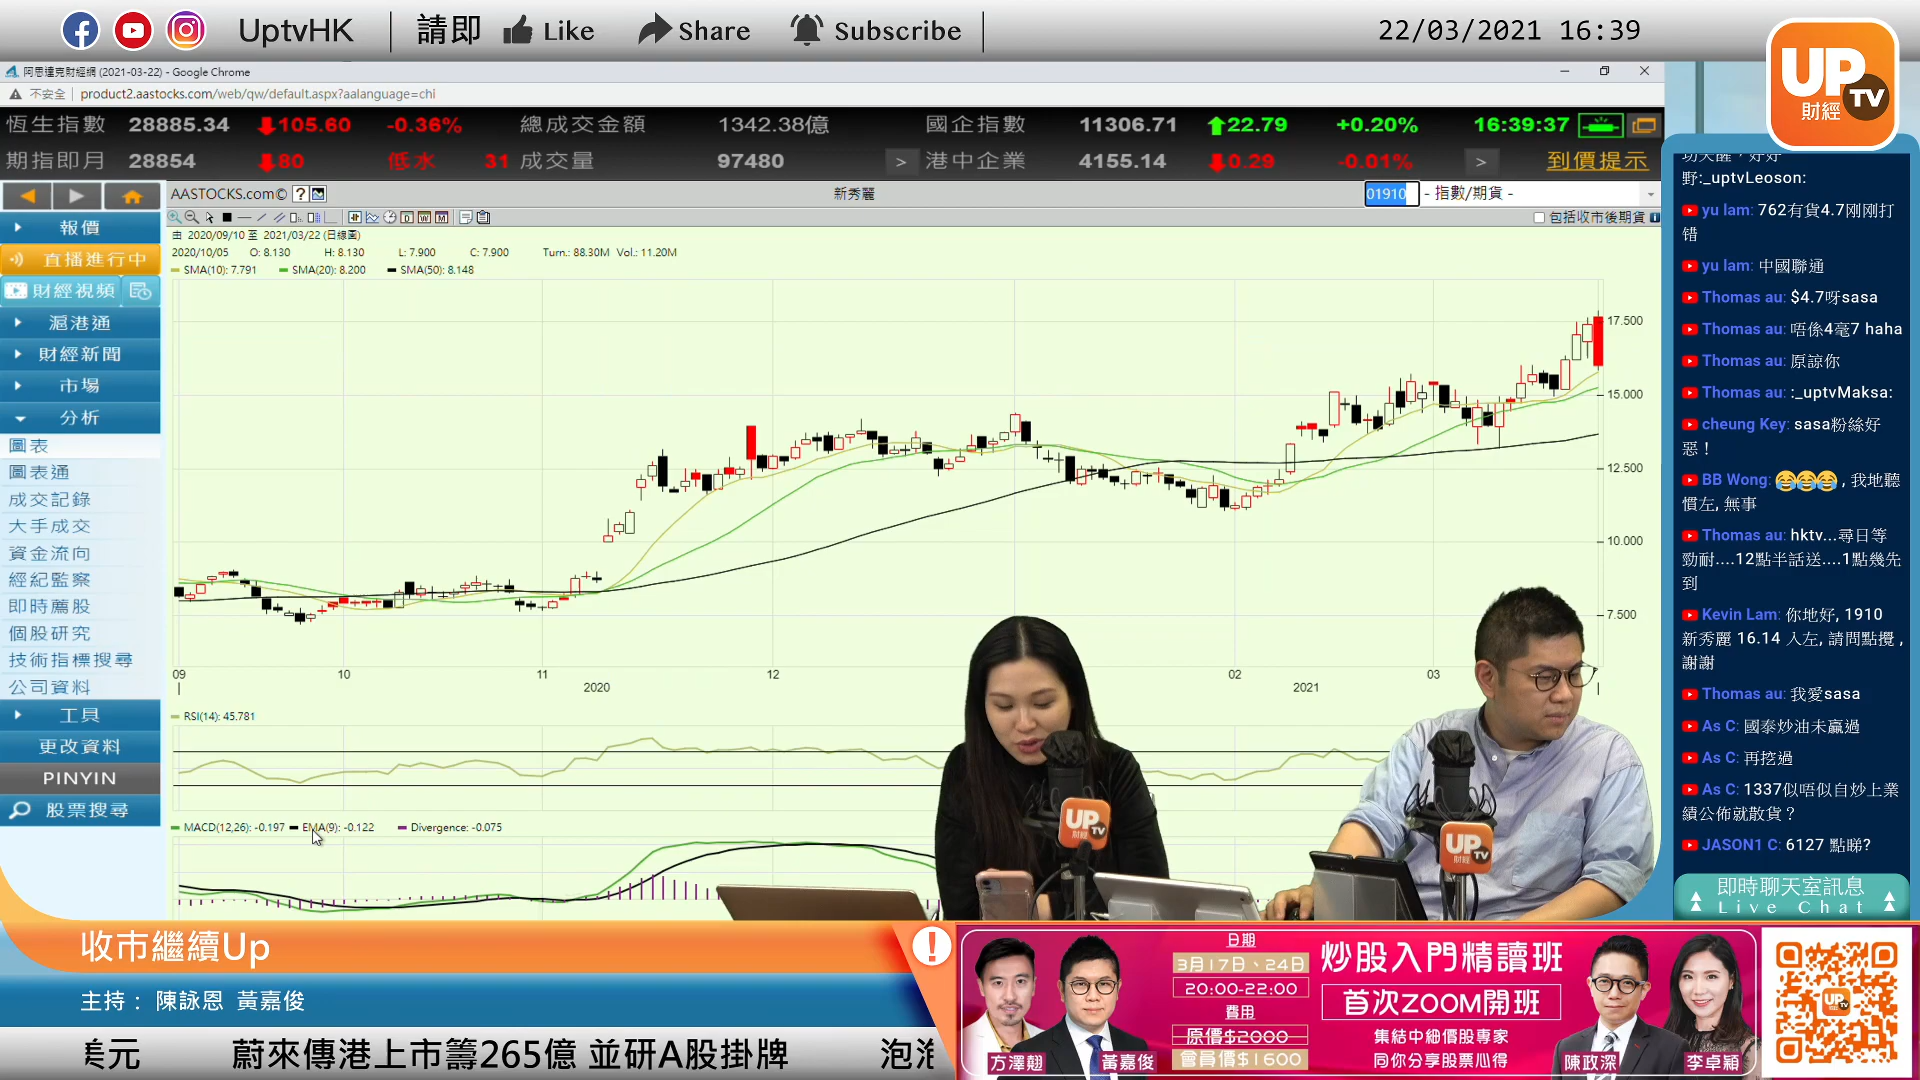 UptvHK
請即
Like
Share
Subscribe
22/03/2021 16:39
UP TV 財經
阿思達克財經網 (2021-03-22) - Google Chrome
不安全 | product2.aastocks.com/web/qw/default.aspx?aalanguage=chi
恆生指數 28885.34 105.60 -0.36% 總成交金額 1342.38億 國企指數 11306.71 22.79 +0.20% 16:39:37
期指即月 28854 80 低水 31 成交量 97480 > 港中企業 4155.14 0.29 -0.01% > 到價提示
AASTOCKS.com© ? 新秀麗 01910 - 指數/期貨 -
包括收市後期貨
由 2020/09/10 至 2021/03/22 (日線圖)
2020/10/05 O: 8.130 H: 8.130 L: 7.900 C: 7.900 Turn.: 88.30M Vol.: 11.20M
SMA(10): 7.791 SMA(20): 8.200 SMA(50): 8.148
報價
直播進行中
財經視頻
滬港通
財經新聞
市場
分析
圖表
圖表通
成交記錄
大手成交
資金流向
經紀監察
即時薦股
個股研究
技術指標搜尋
公司資料
工具
更改資料
PINYIN
股票搜尋
17.500
15.000
12.500
10.000
7.500
09 10 11 12 02 03
2020 2021
RSI(14): 45.781
MACD(12,26): -0.197 EMA(9): -0.122 Divergence: -0.075
野:_uptvLeoson:
yu lam: 762有貨4.7刚刚打
错
yu lam: 中國聯通
Thomas au: $4.7呀sasa
Thomas au: 唔係4毫7 haha
Thomas au: 原諒你
Thomas au: :_uptvMaksa:
cheung Key: sasa粉絲好
惡！
BB Wong: 😂😂😂 , 我地聽
慣左, 無事
Thomas au: hktv...尋日等
勁耐....12點半話送....1點幾先
到
Kevin Lam: 你地好, 1910
新秀麗 16.14 入左, 請問點攪 ,
謝謝
Thomas au: 我愛sasa
As C: 國泰炒油未贏過
As C: 再挖過
As C: 1337似唔似自炒上業
績公佈就散貨？
JASON1 C: 6127 點睇?
即時聊天室訊息
Live Chat
UP TV 財經
UP TV 財經
收市繼續Up
主持： 陳詠恩 黃嘉俊
美元 蔚來傳港上市籌265億 並研A股掛牌
!
日期
3月17日、24日
20:00-22:00
費用
原價$2000
會員價$1600
炒股入門精讀班
首次ZOOM開班
集結中細價股專家
同你分享股票心得
方澤翹
黃嘉俊
陳政深
李卓穎
UP TV